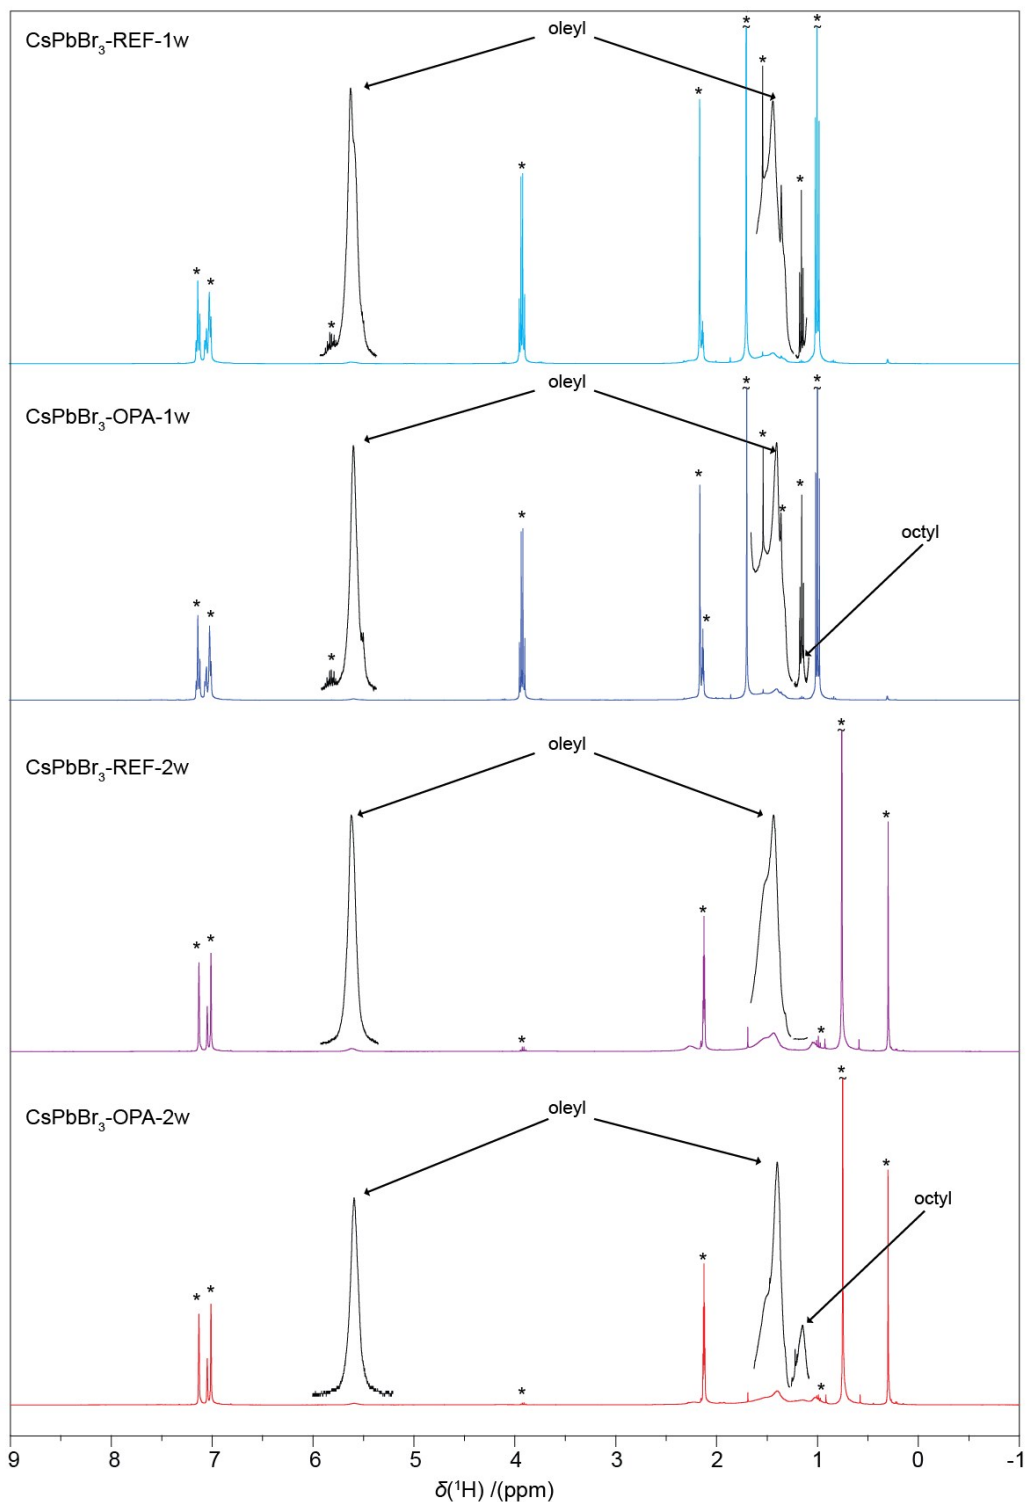 * *
oleyl
CsPbBr3-REF-1w
* *
*
* *
* *
*
CsPbBr3-OPA-1w
oleyl
* *
*
*
* *
* octyl
* *
*
*
CsPbBr3-REF-2w
oleyl
*
*
* * *
* *
CsPbBr3-OPA-2w
oleyl
*
*
octyl
* * *
* *
9 8 7 6 5 4 3 2 1 0 -1
δ(¹H) /(ppm)